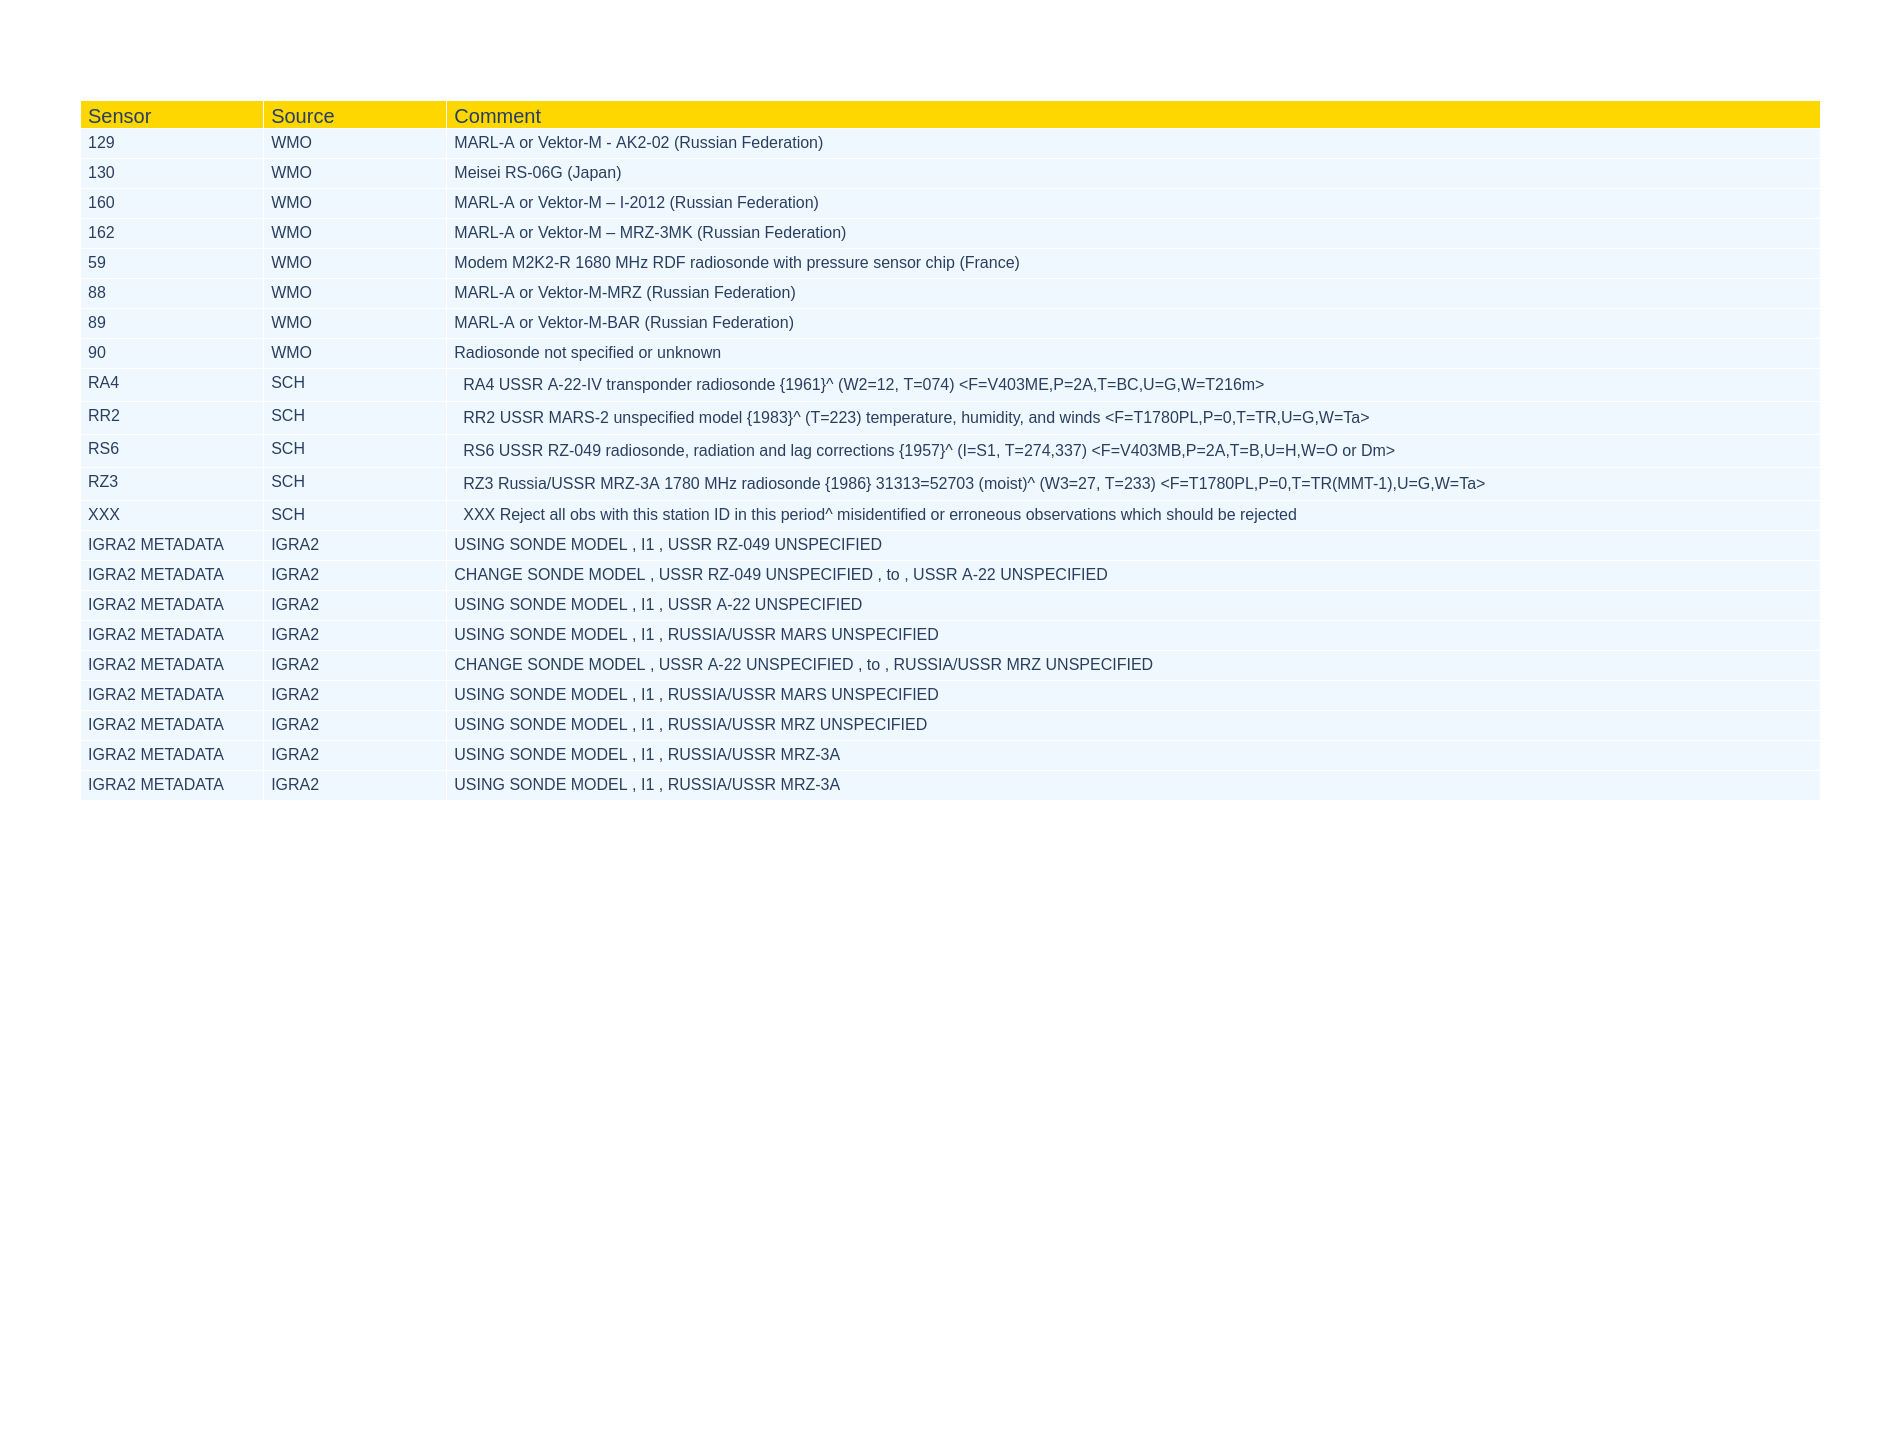 Sensor Source Comment
129 WMO MARL-A or Vektor-M - AK2-02 (Russian Federation)
130 WMO Meisei RS-06G (Japan)
160 WMO MARL-A or Vektor-M – I-2012 (Russian Federation)
162 WMO MARL-A or Vektor-M – MRZ-3MK (Russian Federation)
59 WMO Modem M2K2-R 1680 MHz RDF radiosonde with pressure sensor chip (France)
88 WMO MARL-A or Vektor-M-MRZ (Russian Federation)
89 WMO MARL-A or Vektor-M-BAR (Russian Federation)
90 WMO Radiosonde not specified or unknown
RA4 SCH RA4 USSR A-22-IV transponder radiosonde {1961}^ (W2=12, T=074) <F=V403ME,P=2A,T=BC,U=G,W=T216m>
RR2 SCH RR2 USSR MARS-2 unspecified model {1983}^ (T=223) temperature, humidity, and winds <F=T1780PL,P=0,T=TR,U=G,W=Ta>
RS6 SCH RS6 USSR RZ-049 radiosonde, radiation and lag corrections {1957}^ (I=S1, T=274,337) <F=V403MB,P=2A,T=B,U=H,W=O or Dm>
RZ3 SCH RZ3 Russia/USSR MRZ-3A 1780 MHz radiosonde {1986} 31313=52703 (moist)^ (W3=27, T=233) <F=T1780PL,P=0,T=TR(MMT-1),U=G,W=Ta>
XXX SCH XXX Reject all obs with this station ID in this period^ misidentified or erroneous observations which should be rejected
IGRA2 METADATA IGRA2 USING SONDE MODEL , I1 , USSR RZ-049 UNSPECIFIED
IGRA2 METADATA IGRA2 CHANGE SONDE MODEL , USSR RZ-049 UNSPECIFIED , to , USSR A-22 UNSPECIFIED
IGRA2 METADATA IGRA2 USING SONDE MODEL , I1 , USSR A-22 UNSPECIFIED
IGRA2 METADATA IGRA2 USING SONDE MODEL , I1 , RUSSIA/USSR MARS UNSPECIFIED
IGRA2 METADATA IGRA2 CHANGE SONDE MODEL , USSR A-22 UNSPECIFIED , to , RUSSIA/USSR MRZ UNSPECIFIED
IGRA2 METADATA IGRA2 USING SONDE MODEL , I1 , RUSSIA/USSR MARS UNSPECIFIED
IGRA2 METADATA IGRA2 USING SONDE MODEL , I1 , RUSSIA/USSR MRZ UNSPECIFIED
IGRA2 METADATA IGRA2 USING SONDE MODEL , I1 , RUSSIA/USSR MRZ-3A
IGRA2 METADATA IGRA2 USING SONDE MODEL , I1 , RUSSIA/USSR MRZ-3A